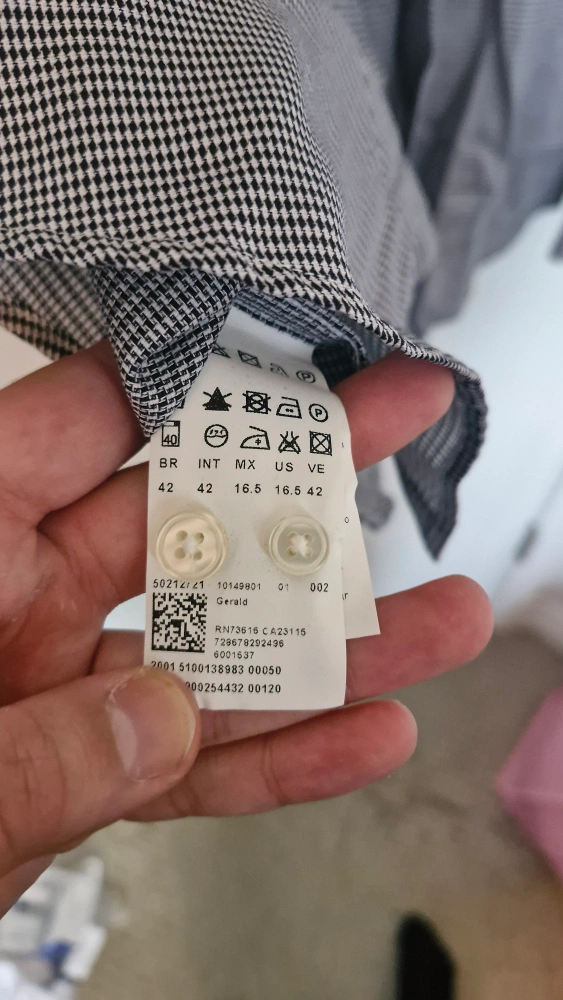 P
P
40
BR INT MX US VE
42 42 16.5 16.5 42
50212721 10149801 01 002
Gerald
RN73616 CA23115
728678292496
6001637
2001 5100138983 00050
000254432 00120